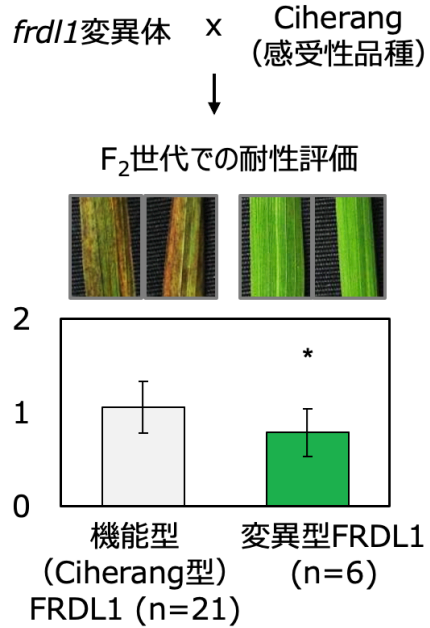 frdl1変異体 x Ciherang
（感受性品種）
F2世代での耐性評価
2
*
1
0
機能型
（Ciherang型）
FRDL1 (n=21)
変異型FRDL1
(n=6)